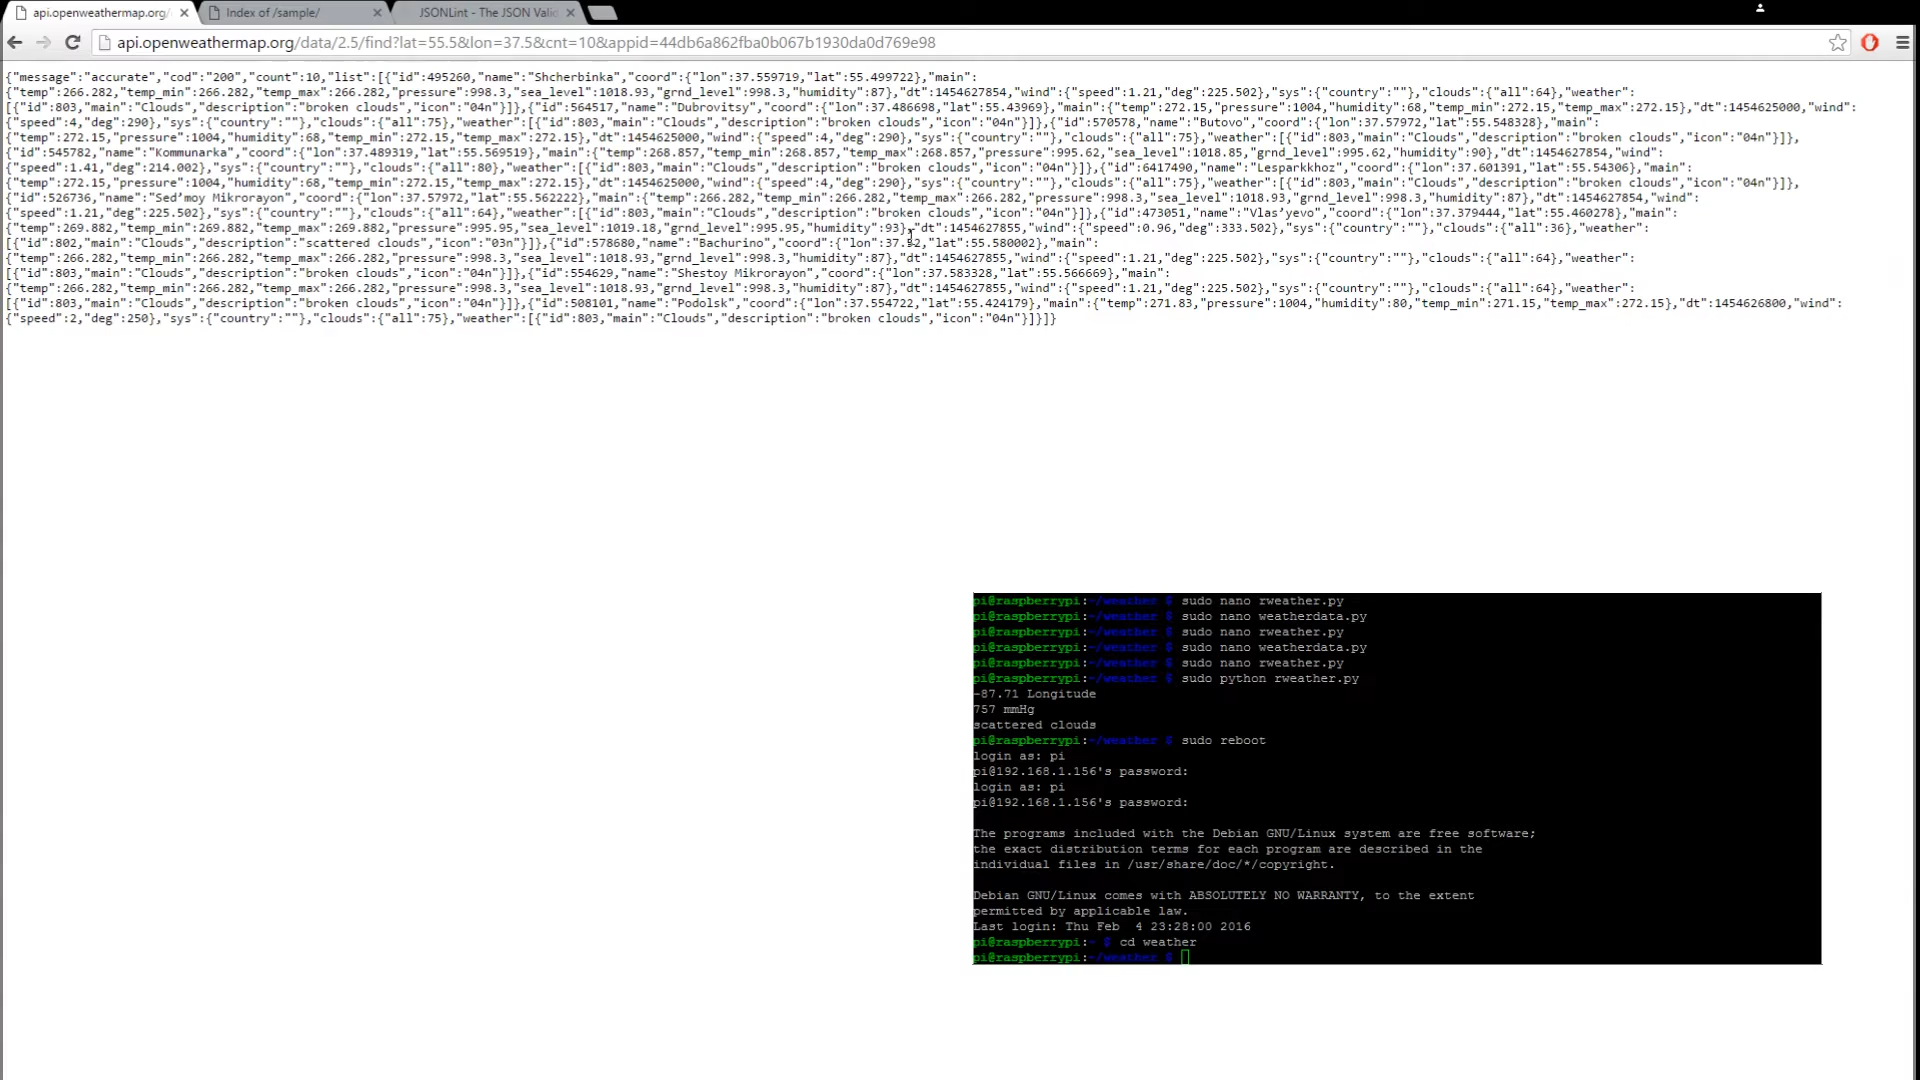 api.openweathermap.org/
Index of /sample/
JSONLint - The JSON Valid
api.openweathermap.org/data/2.5/find?lat=55.5&lon=37.5&cnt=10&appid=44db6a862fba0b067b1930da0d769e98
{"message":"accurate","cod":"200","count":10,"list":[{"id":495260,"name":"Shcherbinka","coord":{"lon":37.559719,"lat":55.499722},"main":
{"temp":266.282,"temp_min":266.282,"temp_max":266.282,"pressure":998.3,"sea_level":1018.93,"grnd_level":998.3,"humidity":87},"dt":1454627854,"wind":{"speed":1.21,"deg":225.502},"sys":{"country":""},"clouds":{"all":64},"weather":
[{"id":803,"main":"Clouds","description":"broken clouds","icon":"04n"}]},{"id":564517,"name":"Dubrovitsy","coord":{"lon":37.486698,"lat":55.43969},"main":{"temp":272.15,"pressure":1004,"humidity":68,"temp_min":272.15,"temp_max":272.15},"dt":1454625000,"wind":
{"speed":4,"deg":290},"sys":{"country":""},"clouds":{"all":75},"weather":[{"id":803,"main":"Clouds","description":"broken clouds","icon":"04n"}]},{"id":570578,"name":"Butovo","coord":{"lon":37.57972,"lat":55.548328},"main":
{"temp":272.15,"pressure":1004,"humidity":68,"temp_min":272.15,"temp_max":272.15},"dt":1454625000,"wind":{"speed":4,"deg":290},"sys":{"country":""},"clouds":{"all":75},"weather":[{"id":803,"main":"Clouds","description":"broken clouds","icon":"04n"}]},
{"id":545782,"name":"Kommunarka","coord":{"lon":37.489319,"lat":55.569519},"main":{"temp":268.857,"temp_min":268.857,"temp_max":268.857,"pressure":995.62,"sea_level":1018.85,"grnd_level":995.62,"humidity":90},"dt":1454627854,"wind":
{"speed":1.41,"deg":214.002},"sys":{"country":""},"clouds":{"all":80},"weather":[{"id":803,"main":"Clouds","description":"broken clouds","icon":"04n"}]},{"id":6417490,"name":"Lesparkkhoz","coord":{"lon":37.601391,"lat":55.54306},"main":
{"temp":272.15,"pressure":1004,"humidity":68,"temp_min":272.15,"temp_max":272.15},"dt":1454625000,"wind":{"speed":4,"deg":290},"sys":{"country":""},"clouds":{"all":75},"weather":[{"id":803,"main":"Clouds","description":"broken clouds","icon":"04n"}]},
{"id":526736,"name":"Sed’moy Mikrorayon","coord":{"lon":37.57972,"lat":55.562222},"main":{"temp":266.282,"temp_min":266.282,"temp_max":266.282,"pressure":998.3,"sea_level":1018.93,"grnd_level":998.3,"humidity":87},"dt":1454627854,"wind":
{"speed":1.21,"deg":225.502},"sys":{"country":""},"clouds":{"all":64},"weather":[{"id":803,"main":"Clouds","description":"broken clouds","icon":"04n"}]},{"id":473051,"name":"Vlas’yevo","coord":{"lon":37.379444,"lat":55.460278},"main":
{"temp":269.882,"temp_min":269.882,"temp_max":269.882,"pressure":995.95,"sea_level":1019.18,"grnd_level":995.95,"humidity":93},"dt":1454627855,"wind":{"speed":0.96,"deg":333.502},"sys":{"country":""},"clouds":{"all":36},"weather":
[{"id":802,"main":"Clouds","description":"scattered clouds","icon":"03n"}]},{"id":578680,"name":"Bachurino","coord":{"lon":37.52,"lat":55.580002},"main":
{"temp":266.282,"temp_min":266.282,"temp_max":266.282,"pressure":998.3,"sea_level":1018.93,"grnd_level":998.3,"humidity":87},"dt":1454627855,"wind":{"speed":1.21,"deg":225.502},"sys":{"country":""},"clouds":{"all":64},"weather":
[{"id":803,"main":"Clouds","description":"broken clouds","icon":"04n"}]},{"id":554629,"name":"Shestoy Mikrorayon","coord":{"lon":37.583328,"lat":55.566669},"main":
{"temp":266.282,"temp_min":266.282,"temp_max":266.282,"pressure":998.3,"sea_level":1018.93,"grnd_level":998.3,"humidity":87},"dt":1454627855,"wind":{"speed":1.21,"deg":225.502},"sys":{"country":""},"clouds":{"all":64},"weather":
[{"id":803,"main":"Clouds","description":"broken clouds","icon":"04n"}]},{"id":508101,"name":"Podolsk","coord":{"lon":37.554722,"lat":55.424179},"main":{"temp":271.83,"pressure":1004,"humidity":80,"temp_min":271.15,"temp_max":272.15},"dt":1454626800,"wind":
{"speed":2,"deg":250},"sys":{"country":""},"clouds":{"all":75},"weather":[{"id":803,"main":"Clouds","description":"broken clouds","icon":"04n"}]}]}
pi@raspberrypi:~/weather $ sudo nano rweather.py
pi@raspberrypi:~/weather $ sudo nano weatherdata.py
pi@raspberrypi:~/weather $ sudo nano rweather.py
pi@raspberrypi:~/weather $ sudo nano weatherdata.py
pi@raspberrypi:~/weather $ sudo nano rweather.py
pi@raspberrypi:~/weather $ sudo python rweather.py
-87.71 Longitude
757 mmHg
scattered clouds
pi@raspberrypi:~/weather $ sudo reboot
login as: pi
pi@192.168.1.156's password:
login as: pi
pi@192.168.1.156's password:
The programs included with the Debian GNU/Linux system are free software;
the exact distribution terms for each program are described in the
individual files in /usr/share/doc/*/copyright.
Debian GNU/Linux comes with ABSOLUTELY NO WARRANTY, to the extent
permitted by applicable law.
Last login: Thu Feb  4 23:28:00 2016
pi@raspberrypi:~ $ cd weather
pi@raspberrypi:~/weather $